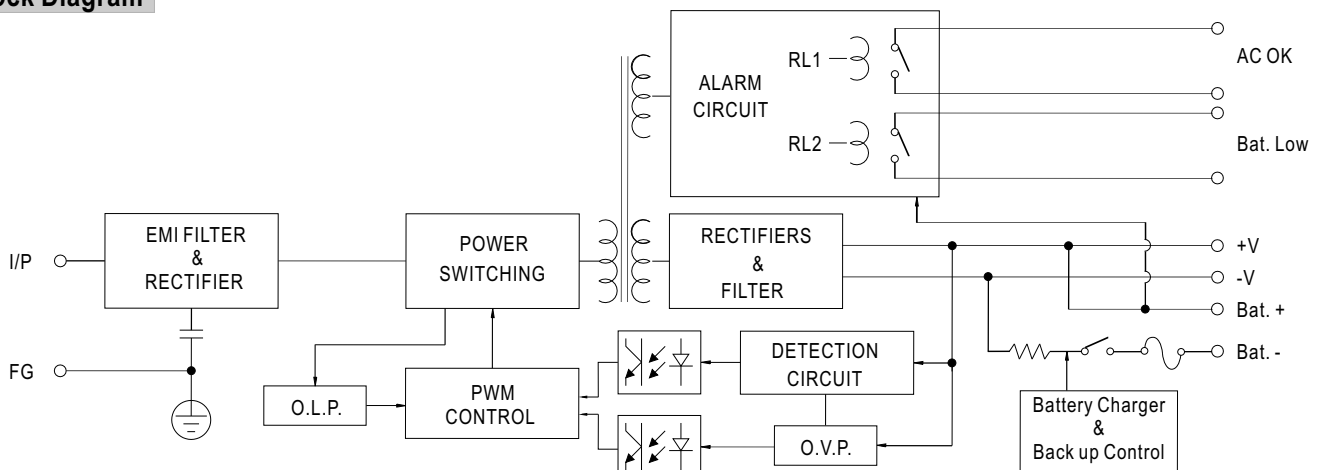 Block Diagram
RL1
AC OK
ALARM
CIRCUIT
RL2
Bat. Low
EMI FILTER
&
RECTIFIER
POWER
SWITCHING
RECTIFIERS
&
FILTER
I/P
+V
-V
Bat. +
Bat. -
FG
O.L.P.
PWM
CONTROL
DETECTION
CIRCUIT
O.V.P.
Battery Charger
&
Back up Control